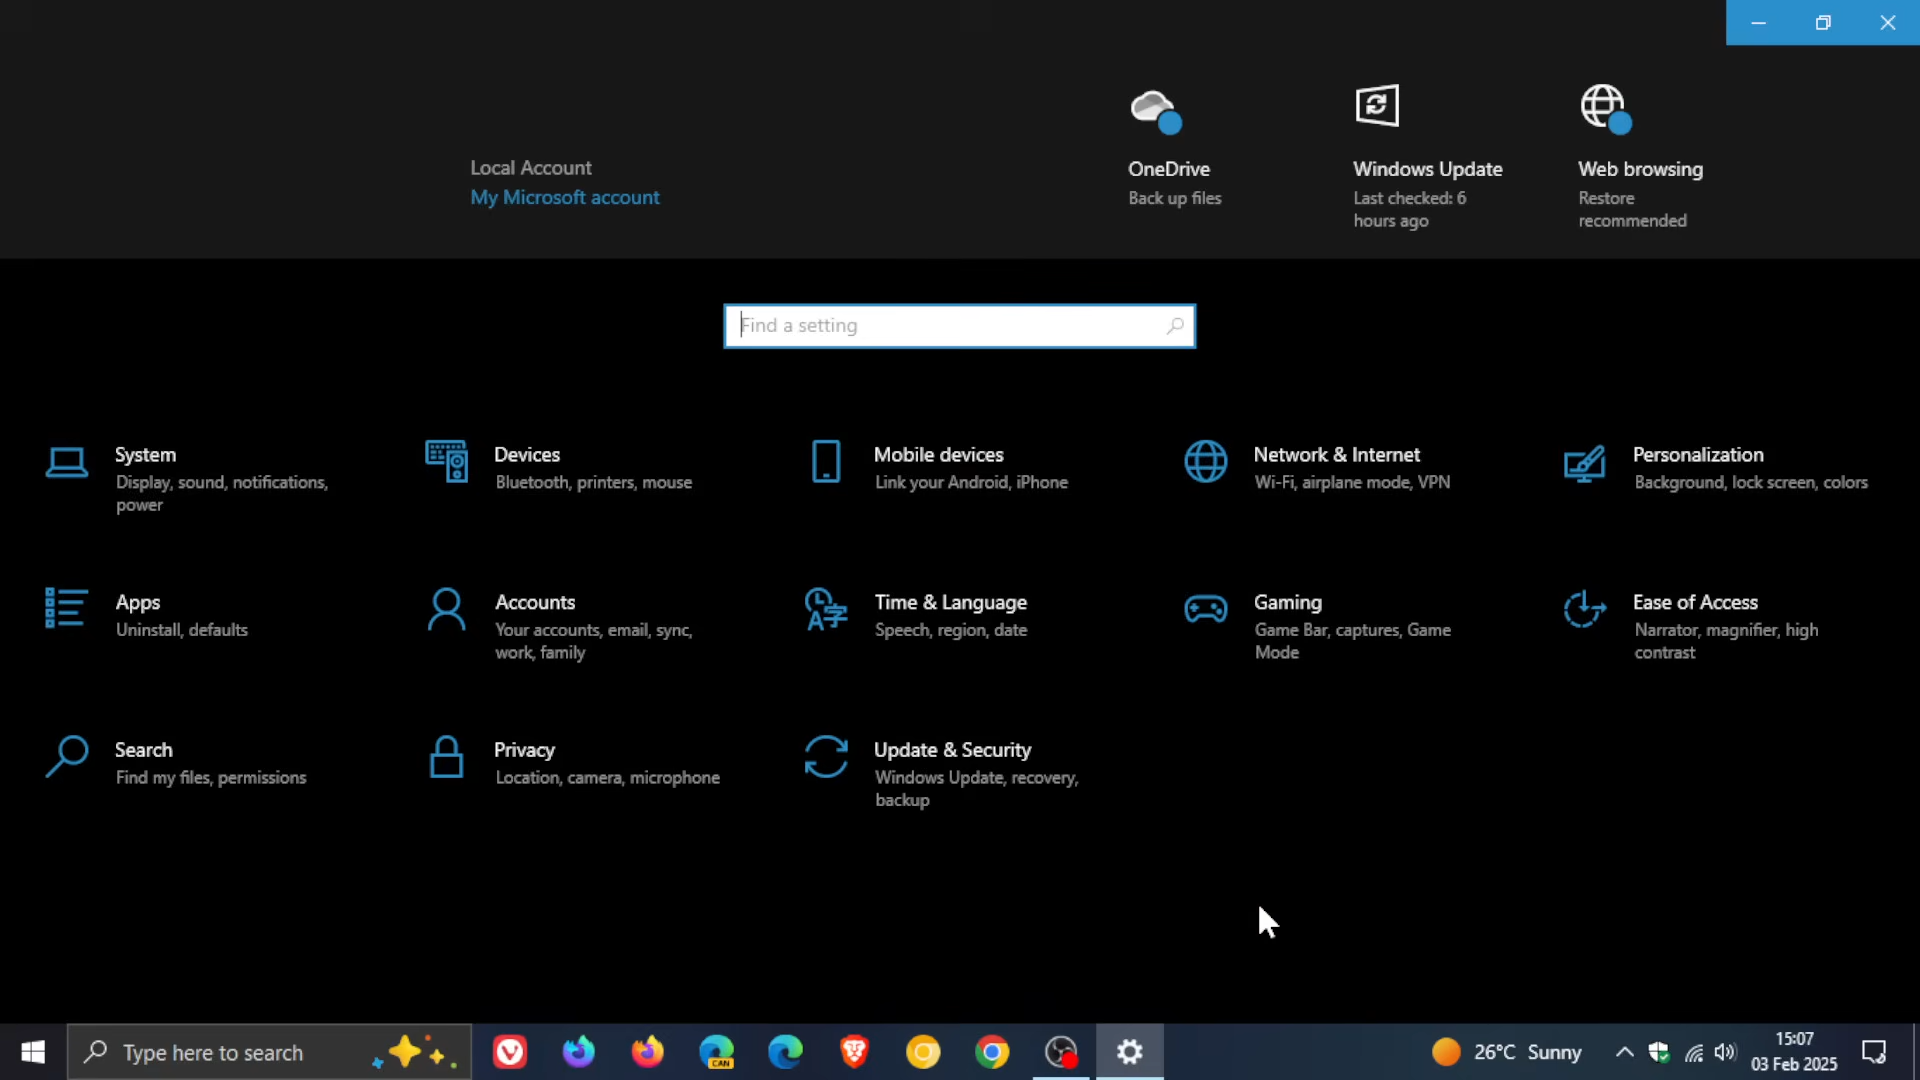 Local Account
My Microsoft account
OneDrive
Back up files
Windows Update
Last checked: 6
hours ago
Web browsing
Restore
recommended
Find a setting
System
Display, sound, notifications,
power
Devices
Bluetooth, printers, mouse
Mobile devices
Link your Android, iPhone
Network & Internet
Wi-Fi, airplane mode, VPN
Personalization
Background, lock screen, colors
Apps
Uninstall, defaults
Accounts
Your accounts, email, sync,
work, family
Time & Language
Speech, region, date
Gaming
Game Bar, captures, Game
Mode
Ease of Access
Narrator, magnifier, high
contrast
Search
Find my files, permissions
Privacy
Location, camera, microphone
Update & Security
Windows Update, recovery,
backup
Type here to search
CAN
26°C Sunny
15:07
03 Feb 2025